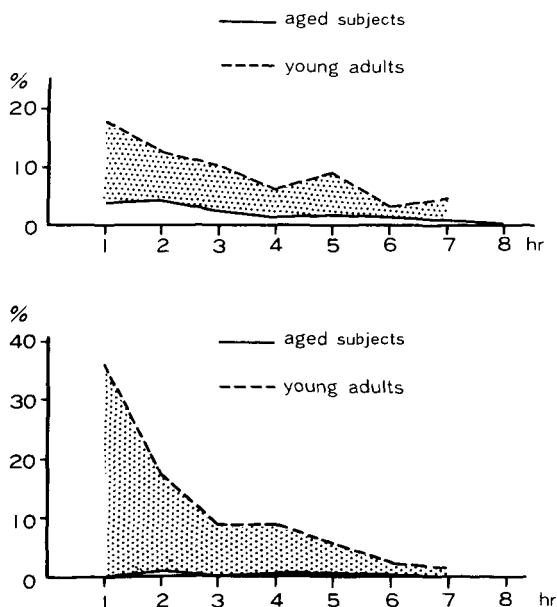 aged subjects
young adults
%
20
10
0
1 2 3 4 5 6 7 8 hr
%
aged subjects
40
young adults
30
20
10
0
1 2 3 4 5 6 7 hr